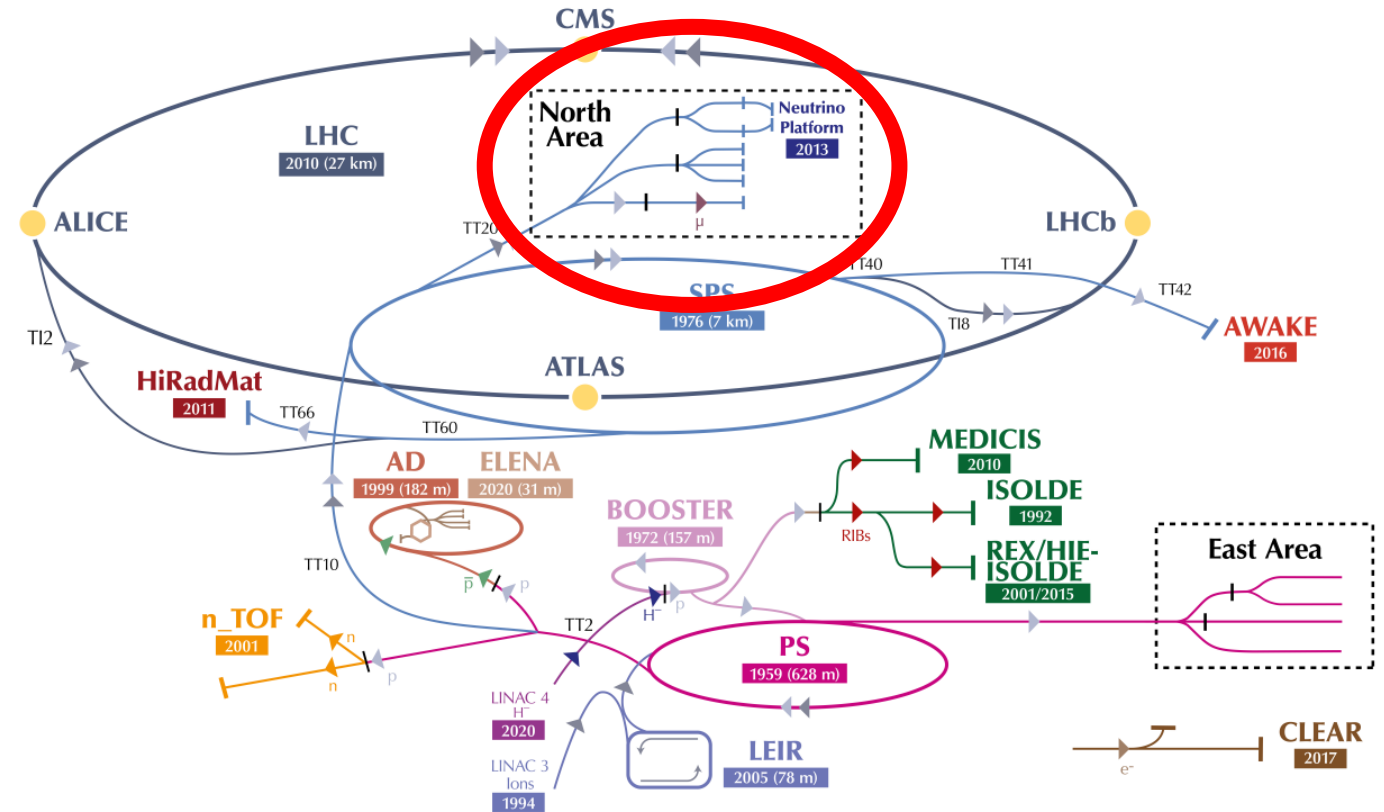 CMS
North
Area
Neutrino
Platform
2013
LHC
2010 (27 km)
μ
ALICE
LHCb
TT20
TT40
TT41
TT42
SPS
1976 (7 km)
TI8
AWAKE
2016
TI2
ATLAS
HiRadMat
2011
TT66
TT60
MEDICIS
2010
AD
1999 (182 m)
ELENA
2020 (31 m)
ISOLDE
1992
BOOSTER
1972 (157 m)
RIBs
REX/HIE-
ISOLDE
2001/2015
East Area
TT10
p̅
p
H⁻
p
n_TOF
2001
n
n
p
TT2
PS
1959 (628 m)
LINAC 4
H⁻
2020
LINAC 3
Ions
1994
LEIR
2005 (78 m)
e⁻
CLEAR
2017